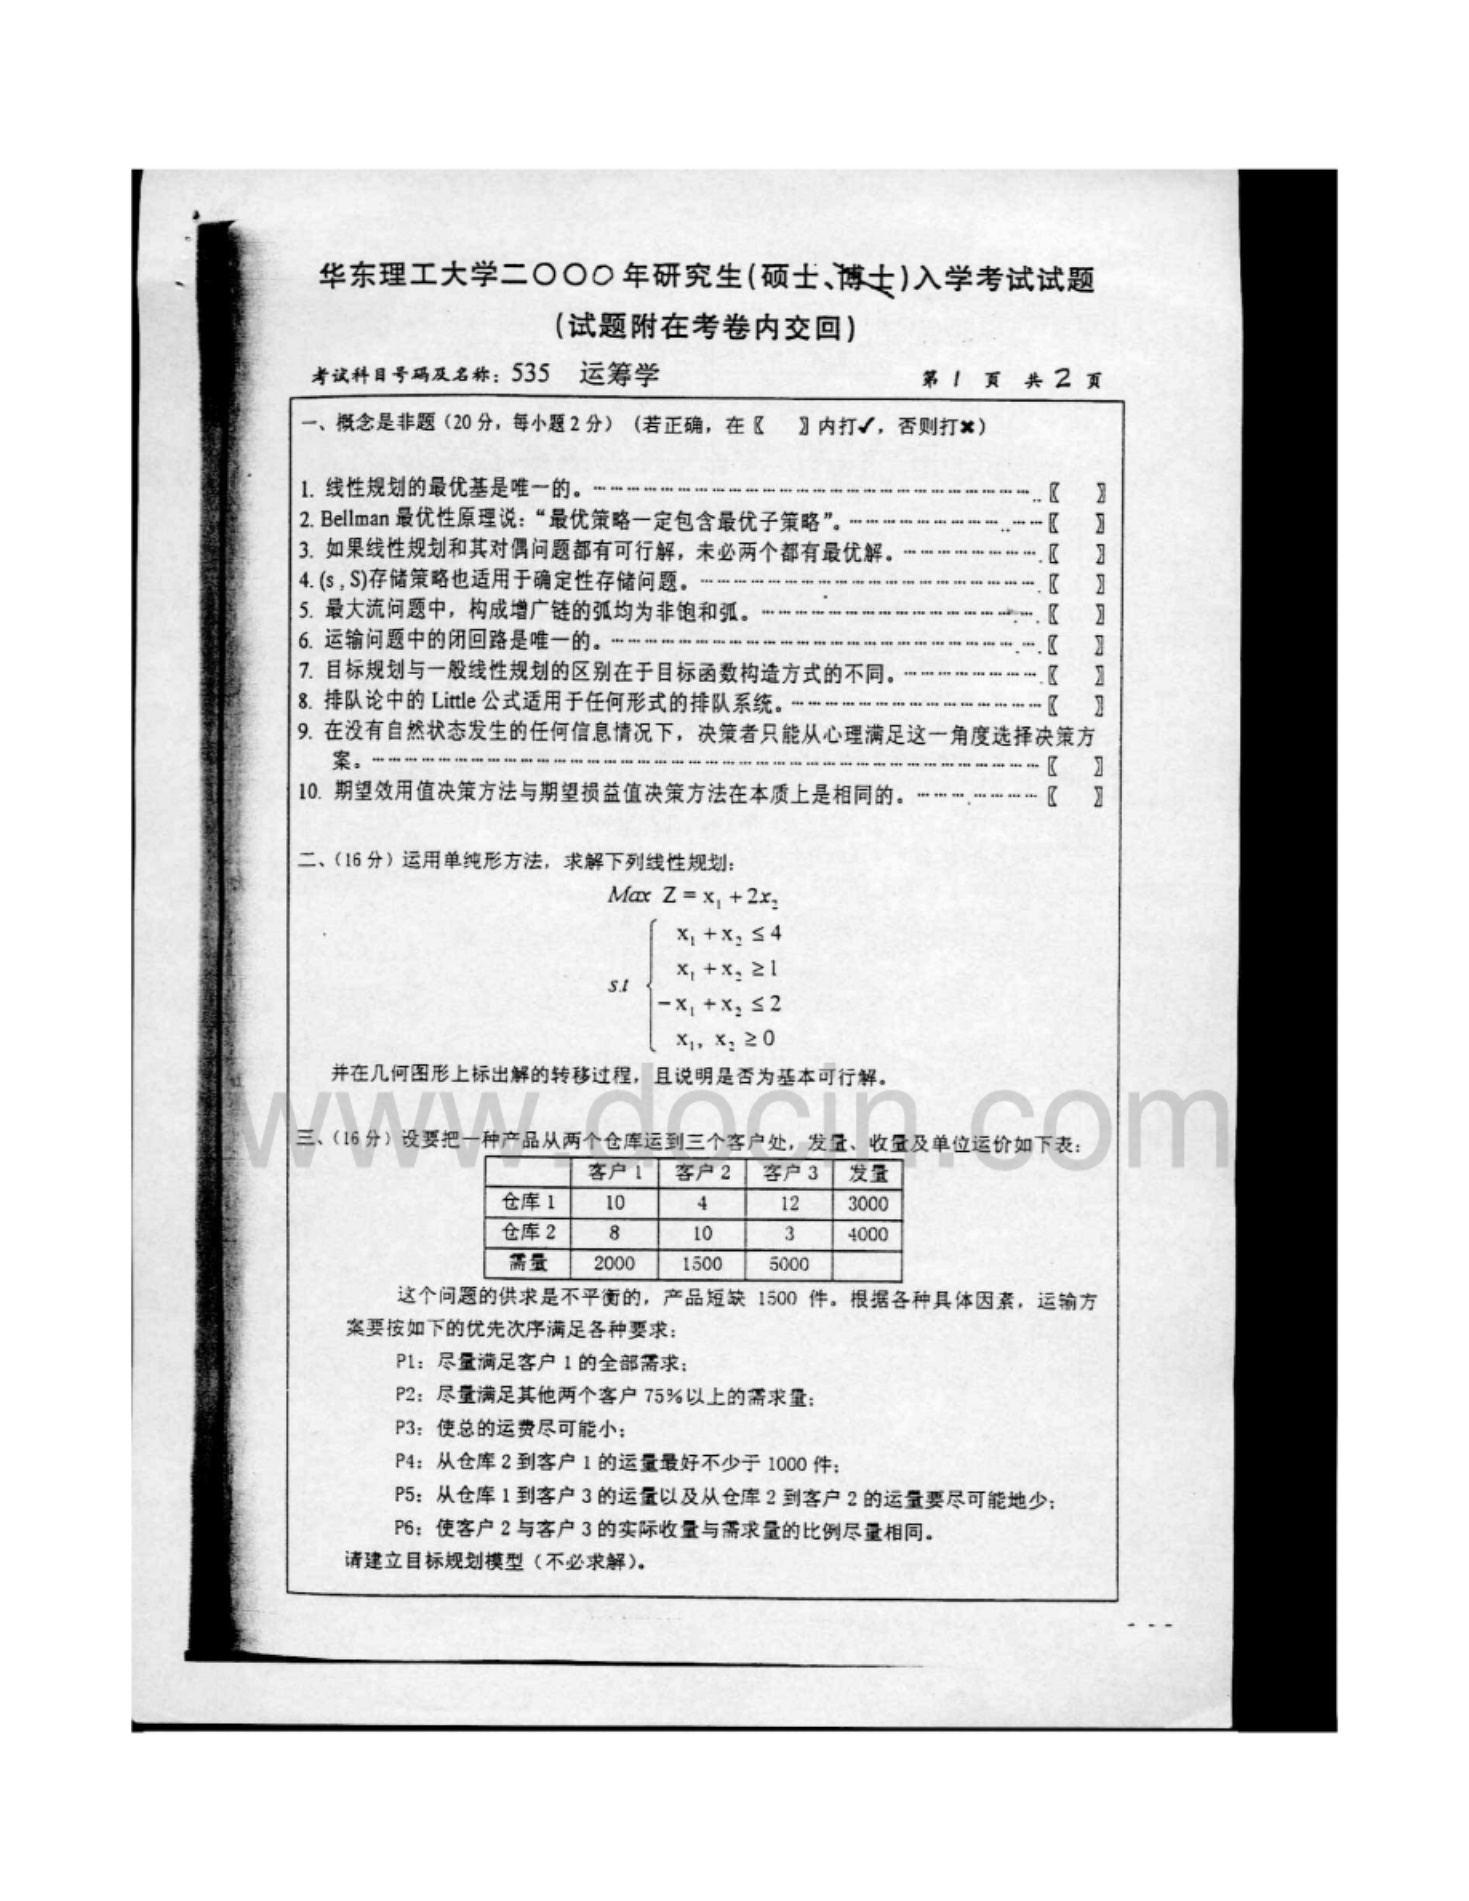 华东理工大学二〇〇〇年研究生(硕士、博士)入学考试试题
(试题附在考卷内交回)
考试科目号码及名称：535 运筹学 第 1 页 共 2 页
一、概念是非题（20分，每小题2分）（若正确，在〖 〗内打✓，否则打✖）
1. 线性规划的最优基是唯一的。……〖 〗
2. Bellman 最优性原理说：“最优策略一定包含最优子策略”。……〖 〗
3. 如果线性规划和其对偶问题都有可行解，未必两个都有最优解。……〖 〗
4. (s , S)存储策略也适用于确定性存储问题。……〖 〗
5. 最大流问题中，构成增广链的弧均为非饱和弧。……〖 〗
6. 运输问题中的闭回路是唯一的。……〖 〗
7. 目标规划与一般线性规划的区别在于目标函数构造方式的不同。……〖 〗
8. 排队论中的 Little 公式适用于任何形式的排队系统。……〖 〗
9. 在没有自然状态发生的任何信息情况下，决策者只能从心理满足这一角度选择决策方
案。……〖 〗
10. 期望效用值决策方法与期望损益值决策方法在本质上是相同的。……〖 〗
二、（16分）运用单纯形方法，求解下列线性规划：
Max Z = x₁ + 2x₂
x₁ + x₂ ≤ 4
x₁ + x₂ ≥ 1
s.t
－x₁ + x₂ ≤ 2
x₁, x₂ ≥ 0
并在几何图形上标出解的转移过程，且说明是否为基本可行解。
www.docin.com
三、（16分）设要把一种产品从两个仓库运到三个客户处，发量、收量及单位运价如下表：
客户1 客户2 客户3 发量
仓库1 10 4 12 3000
仓库2 8 10 3 4000
需量 2000 1500 5000
这个问题的供求是不平衡的，产品短缺 1500 件。根据各种具体因素，运输方
案要按如下的优先次序满足各种要求：
P1：尽量满足客户1的全部需求；
P2：尽量满足其他两个客户75%以上的需求量；
P3：使总的运费尽可能小；
P4：从仓库2到客户1的运量最好不少于1000件；
P5：从仓库1到客户3的运量以及从仓库2到客户2的运量要尽可能地少；
P6：使客户2与客户3的实际收量与需求量的比例尽量相同。
请建立目标规划模型（不必求解）。